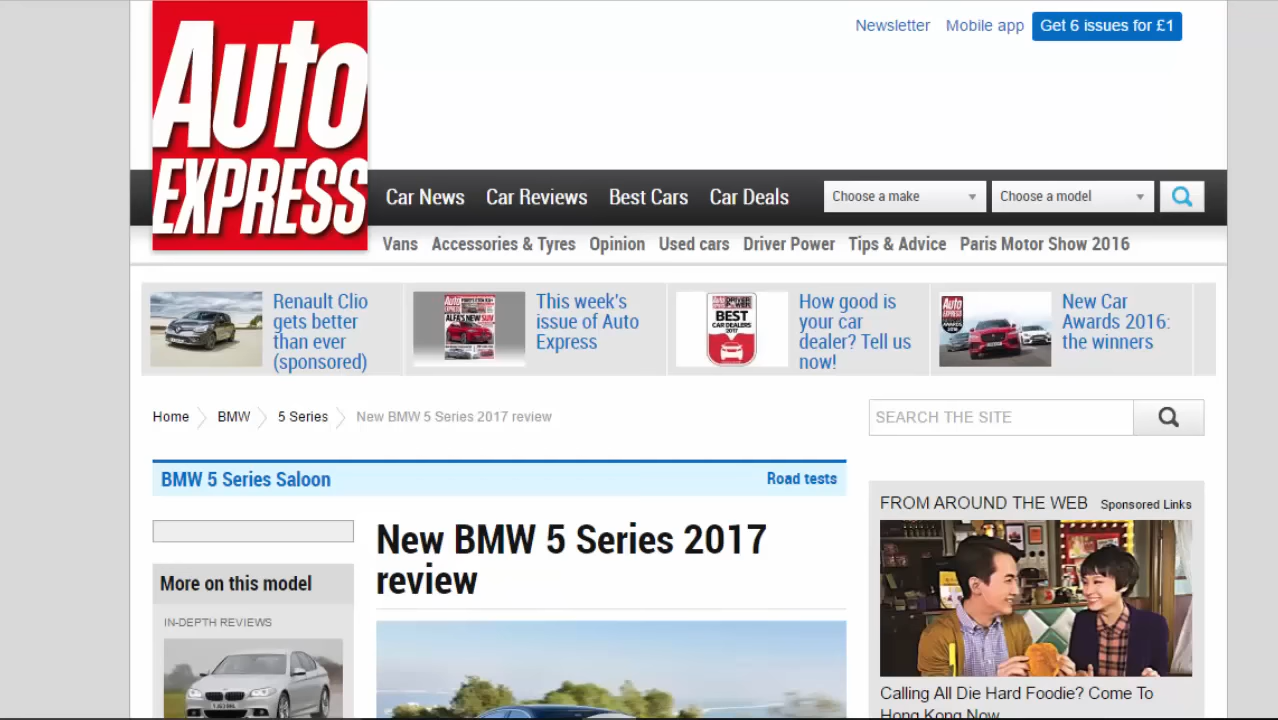 Auto
EXPRESS
Newsletter Mobile app Get 6 issues for £1
Car News Car Reviews Best Cars Car Deals Choose a make Choose a model
Vans Accessories & Tyres Opinion Used cars Driver Power Tips & Advice Paris Motor Show 2016
Renault Clio
gets better
than ever
(sponsored)
This week's
issue of Auto
Express
BEST
How good is
your car
dealer? Tell us
now!
New Car
Awards 2016:
the winners
Home BMW 5 Series New BMW 5 Series 2017 review
SEARCH THE SITE
BMW 5 Series Saloon Road tests
New BMW 5 Series 2017
review
More on this model
IN-DEPTH REVIEWS
FROM AROUND THE WEB Sponsored Links
Calling All Die Hard Foodie? Come To
Hong Kong Now